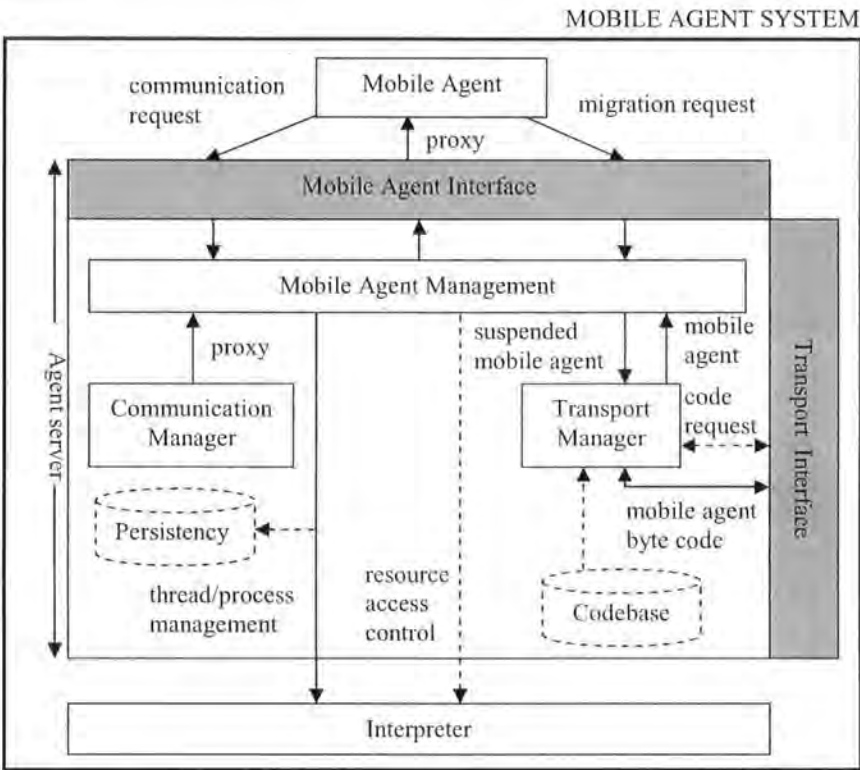 MOBILE AGENT SYSTEM
communication
request
Mobile Agent
migration request
proxy
Mobile Agent Interface
Mobile Agent Management
proxy
suspended
mobile agent
mobile
agent
Agent server
Communication
Manager
Transport
Manager
code
request
Transport Interface
Persistency
mobile agent
byte code
thread/process
management
resource
access
control
Codebase
Interpreter